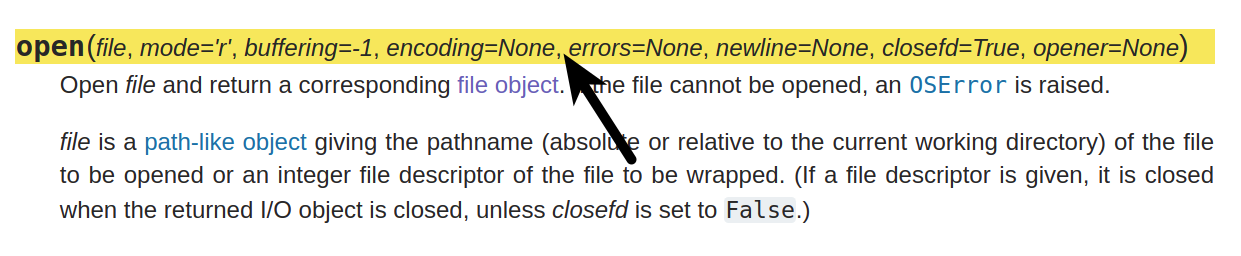 open(file, mode='r', buffering=-1, encoding=None, errors=None, newline=None, closefd=True, opener=None)
Open file and return a corresponding file object. the file cannot be opened, an OSError is raised.
file is a path-like object giving the pathname (absolute or relative to the current working directory) of the file
to be opened or an integer file descriptor of the file to be wrapped. (If a file descriptor is given, it is closed
when the returned I/O object is closed, unless closefd is set to False.)